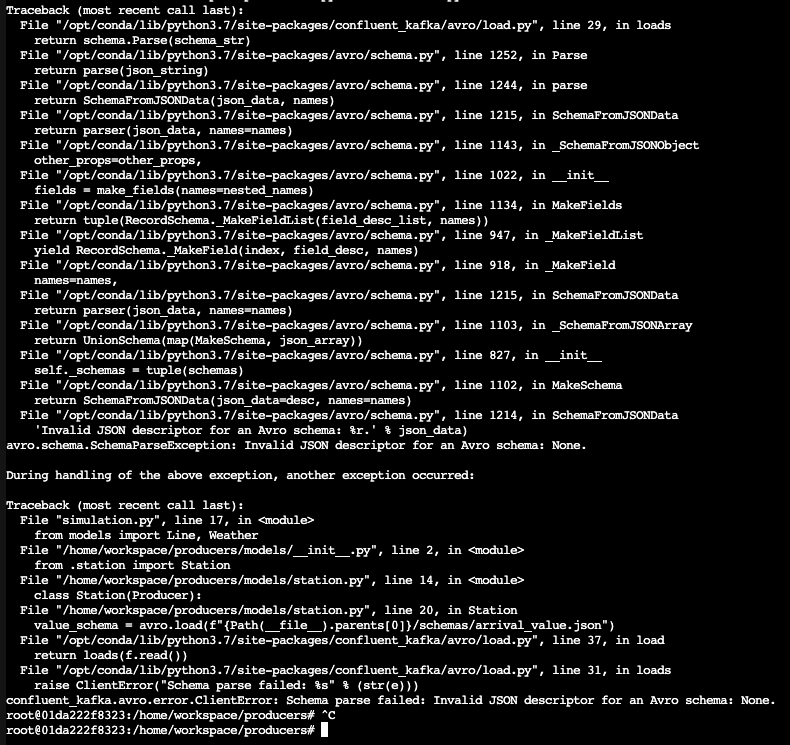 Traceback (most recent call last):
File "/opt/conda/lib/python3.7/site-packages/confluent_kafka/avro/load.py", line 29, in loads
return schema.Parse(schema_str)
File "/opt/conda/lib/python3.7/site-packages/avro/schema.py", line 1252, in Parse
return parse(json_string)
File "/opt/conda/lib/python3.7/site-packages/avro/schema.py", line 1244, in parse
return SchemaFromJSONData(json_data, names)
File "/opt/conda/lib/python3.7/site-packages/avro/schema.py", line 1215, in SchemaFromJSONData
return parser(json_data, names=names)
File "/opt/conda/lib/python3.7/site-packages/avro/schema.py", line 1143, in _SchemaFromJSONObject
other_props=other_props,
File "/opt/conda/lib/python3.7/site-packages/avro/schema.py", line 1022, in __init__
fields = make_fields(names=nested_names)
File "/opt/conda/lib/python3.7/site-packages/avro/schema.py", line 1134, in MakeFields
return tuple(RecordSchema._MakeFieldList(field_desc_list, names))
File "/opt/conda/lib/python3.7/site-packages/avro/schema.py", line 947, in _MakeFieldList
yield RecordSchema._MakeField(index, field_desc, names)
File "/opt/conda/lib/python3.7/site-packages/avro/schema.py", line 918, in _MakeField
names=names,
File "/opt/conda/lib/python3.7/site-packages/avro/schema.py", line 1215, in SchemaFromJSONData
return parser(json_data, names=names)
File "/opt/conda/lib/python3.7/site-packages/avro/schema.py", line 1103, in _SchemaFromJSONArray
return UnionSchema(map(MakeSchema, json_array))
File "/opt/conda/lib/python3.7/site-packages/avro/schema.py", line 827, in __init__
self._schemas = tuple(schemas)
File "/opt/conda/lib/python3.7/site-packages/avro/schema.py", line 1102, in MakeSchema
return SchemaFromJSONData(json_data=desc, names=names)
File "/opt/conda/lib/python3.7/site-packages/avro/schema.py", line 1214, in SchemaFromJSONData
'Invalid JSON descriptor for an Avro schema: %r.' % json_data)
avro.schema.SchemaParseException: Invalid JSON descriptor for an Avro schema: None.
During handling of the above exception, another exception occurred:
Traceback (most recent call last):
File "simulation.py", line 17, in <module>
from models import Line, Weather
File "/home/workspace/producers/models/__init__.py", line 2, in <module>
from .station import Station
File "/home/workspace/producers/models/station.py", line 14, in <module>
class Station(Producer):
File "/home/workspace/producers/models/station.py", line 20, in Station
value_schema = avro.load(f"{Path(__file__).parents[0]}/schemas/arrival_value.json")
File "/opt/conda/lib/python3.7/site-packages/confluent_kafka/avro/load.py", line 37, in load
return loads(f.read())
File "/opt/conda/lib/python3.7/site-packages/confluent_kafka/avro/load.py", line 31, in loads
raise ClientError("Schema parse failed: %s" % (str(e)))
confluent_kafka.avro.error.ClientError: Schema parse failed: Invalid JSON descriptor for an Avro schema: None.
root@01da222f8323:/home/workspace/producers# ^C
root@01da222f8323:/home/workspace/producers#